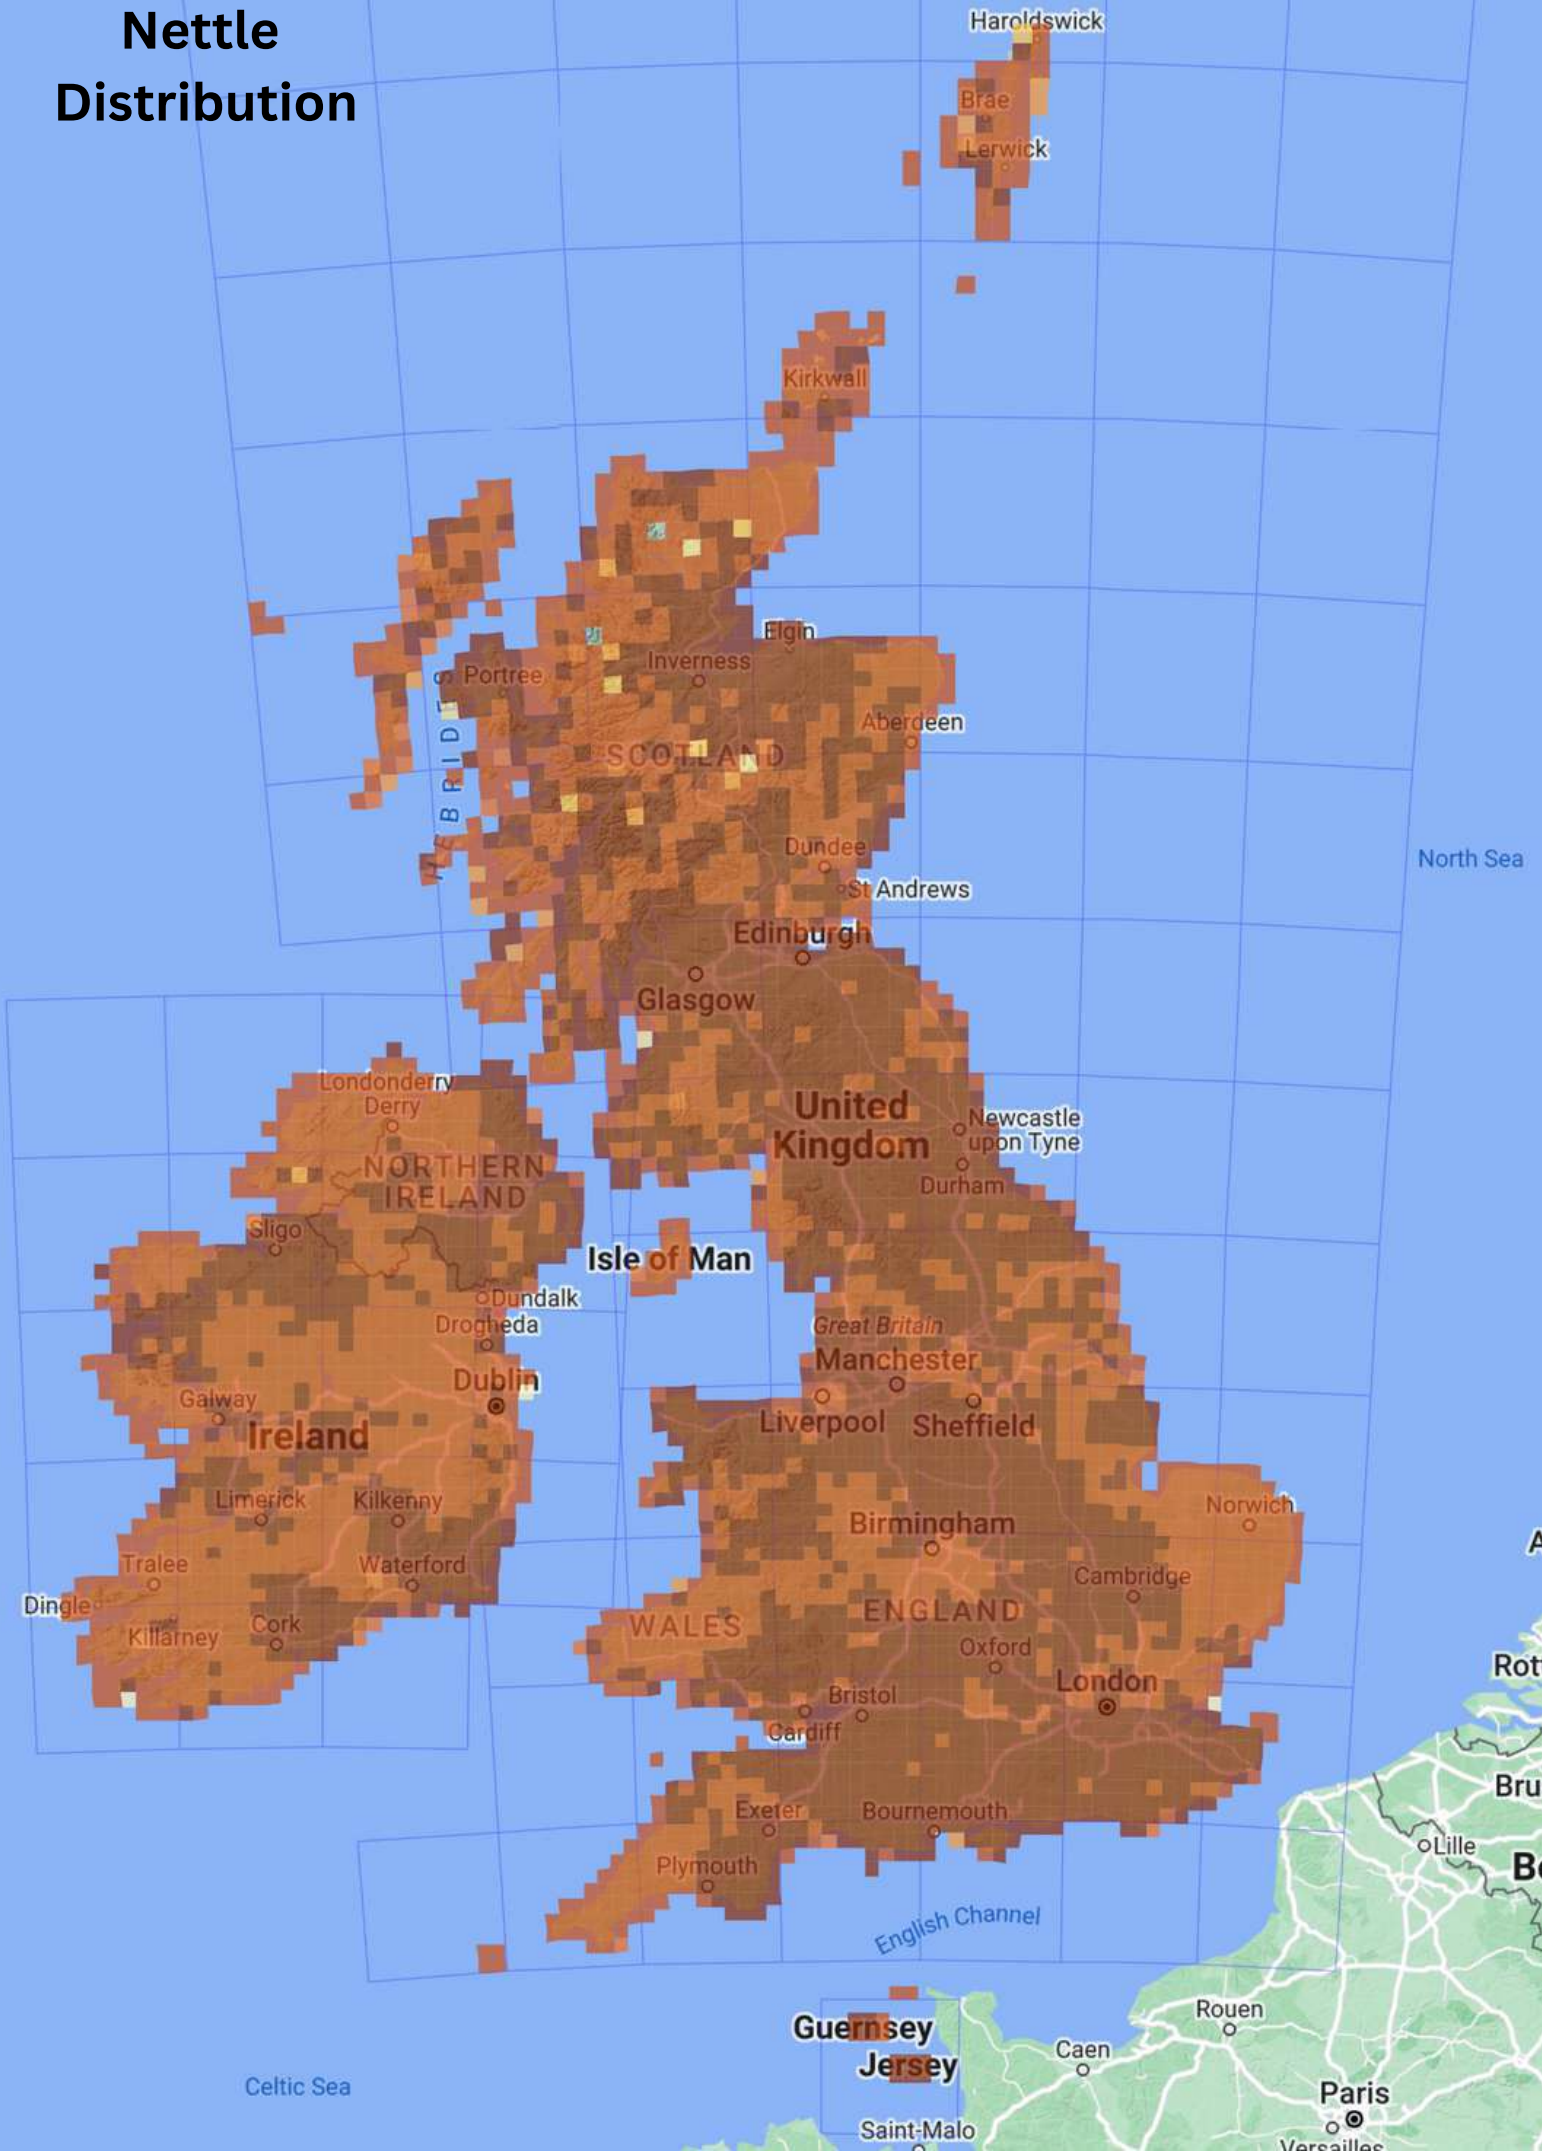 Nettle
Distribution
Haroldswick
Brae
Lerwick
Kirkwall
Elgin
Inverness
Portree
Aberdeen
SCOTLAND
HEBRIDES
Dundee
North Sea
St Andrews
Edinburgh
Glasgow
Londonderry
Derry
United
Kingdom
Newcastle
upon Tyne
NORTHERN
IRELAND
Durham
Sligo
Isle of Man
Dundalk
Drogheda
Great Britain
Manchester
Dublin
Galway
Liverpool
Sheffield
Ireland
Limerick
Kilkenny
Norwich
Birmingham
A
Tralee
Waterford
Cambridge
Dingle
WALES
ENGLAND
Cork
Killarney
Oxford
Rot
London
Bristol
Cardiff
Bru
Exeter
Bournemouth
Lille
Plymouth
Be
English Channel
Rouen
Guernsey
Caen
Jersey
Celtic Sea
Paris
Saint-Malo
Versailles